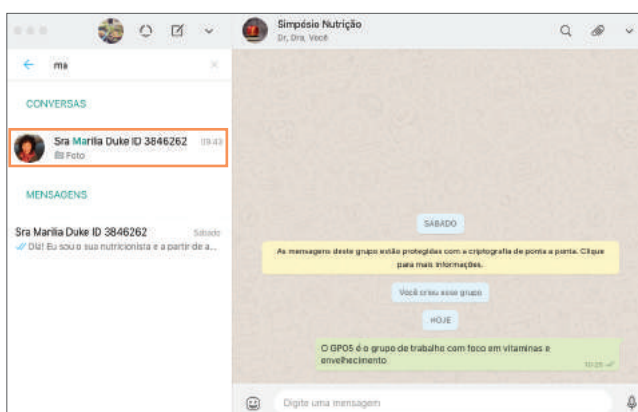 Simpósio Nutrição
Dr, Dra, Você
ma
CONVERSAS
Sra Marilia Duke ID 3846262 09:43
Foto
MENSAGENS
Sra Marilia Duke ID 3846262 Sábado
Olá! Eu sou o sua nutricionista e a partir de a...
SÁBADO
As mensagens deste grupo estão protegidas com a criptografia de ponta a ponta. Clique
para mais informações.
Você criou esse grupo
HOJE
O GP05 é o grupo de trabalho com foco em vitaminas e
envelhecimento
Digite uma mensagem